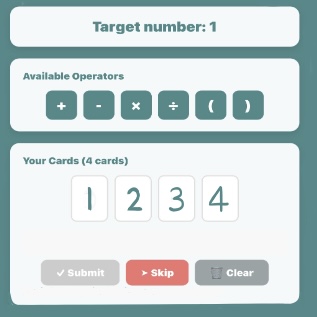 Target number: 1
Available Operators
+ - × ÷ ( )
Your Cards (4 cards)
1 2 3 4
✓ Submit ➤ Skip 🗑 Clear